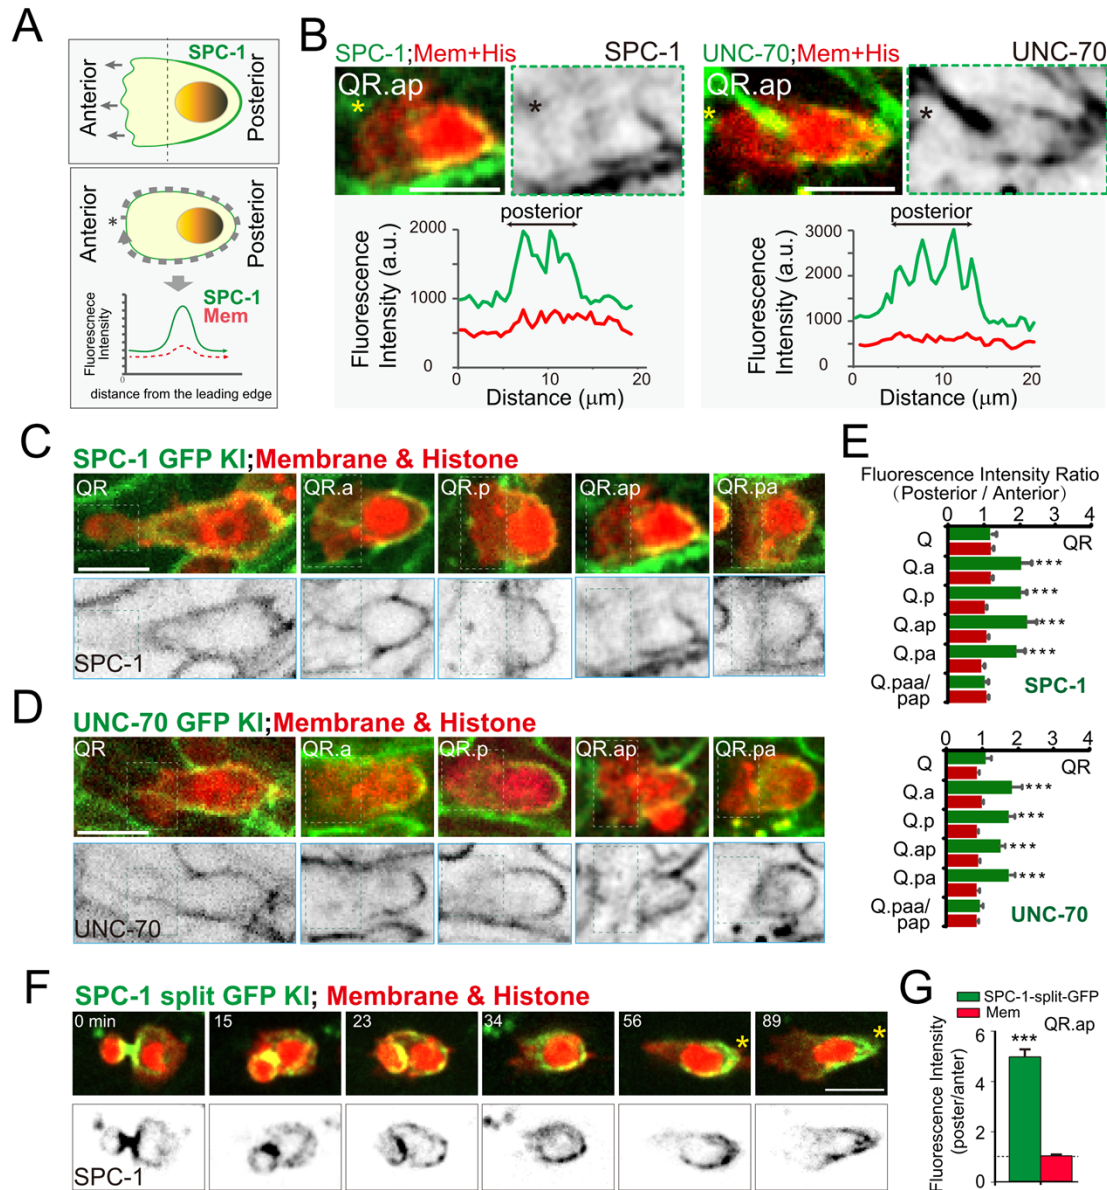 A
SPC-1
Anterior
Posterior
Anterior
*
Posterior
SPC-1
Mem
Fluorescence
Intensity
0
distance from the leading edge
B
SPC-1;Mem+His
SPC-1
QR.ap
*
*
UNC-70;Mem+His
UNC-70
QR.ap
*
*
posterior
Fluorescence
Intensity (a.u.)
2000
1000
0
0
10
20
Distance (μm)
posterior
Fluorescence
Intensity (a.u.)
3000
2000
1000
0
0
10
20
Distance (μm)
C
SPC-1 GFP KI;Membrane & Histone
QR
QR.a
QR.p
QR.ap
QR.pa
SPC-1
D
UNC-70 GFP KI;Membrane & Histone
QR
QR.a
QR.p
QR.ap
QR.pa
UNC-70
E
Fluorescence Intensity Ratio
(Posterior / Anterior)
0 1 2 3 4
QR
Q
Q.a
***
Q.p
***
Q.ap
***
Q.pa
***
Q.paa/
pap
SPC-1
0 1 2 3 4
QR
Q
Q.a
***
Q.p
***
Q.ap
***
Q.pa
***
Q.paa/
pap
UNC-70
F
SPC-1 split GFP KI; Membrane & Histone
0 min
15
23
34
56
*
89
*
SPC-1
G
SPC-1-split-GFP
Mem
QR.ap
Fluorescence Intensity
(poster/anter)
6
4
2
0
***